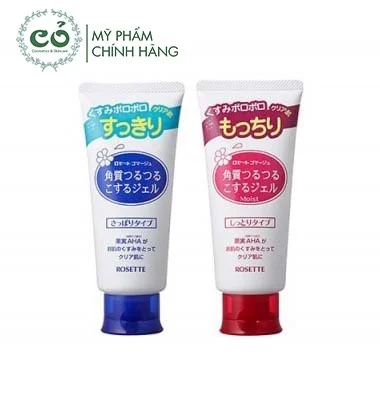 CỎ
Cosmetics & Skincare
MỸ PHẨM
CHÍNH HÃNG
くすみポロポロ
クリア肌
すっきり
ロゼット ゴマージュ
角質つるつる
こするジェル
さっぱりタイプ
果実AHAが
お肌のくすみをとって
クリア肌に
ROSETTE
くすみポロポロ
クリア肌
もっちり
ロゼット ゴマージュ
角質つるつる
こするジェル
Moist
しっとりタイプ
果実AHAが
お肌のくすみをとって
クリア肌に
ROSETTE